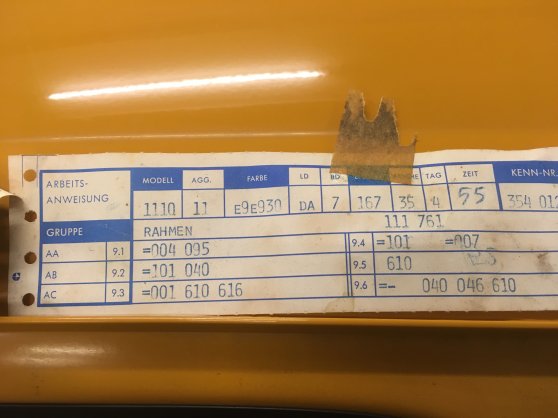 ARBEITS-ANWEISUNG MODELL AGG. FARBE LD BD TAG ZEIT KENN-NR.
1110 11 E9E930 DA 7 167 35 4 55 354 012
GRUPPE RAHMEN 111 761
AA 9.1 =004 095 9.4 =101 =007
AB 9.2 =101 040 9.5 610
AC 9.3 =001 610 616 9.6 =- 040 046 610